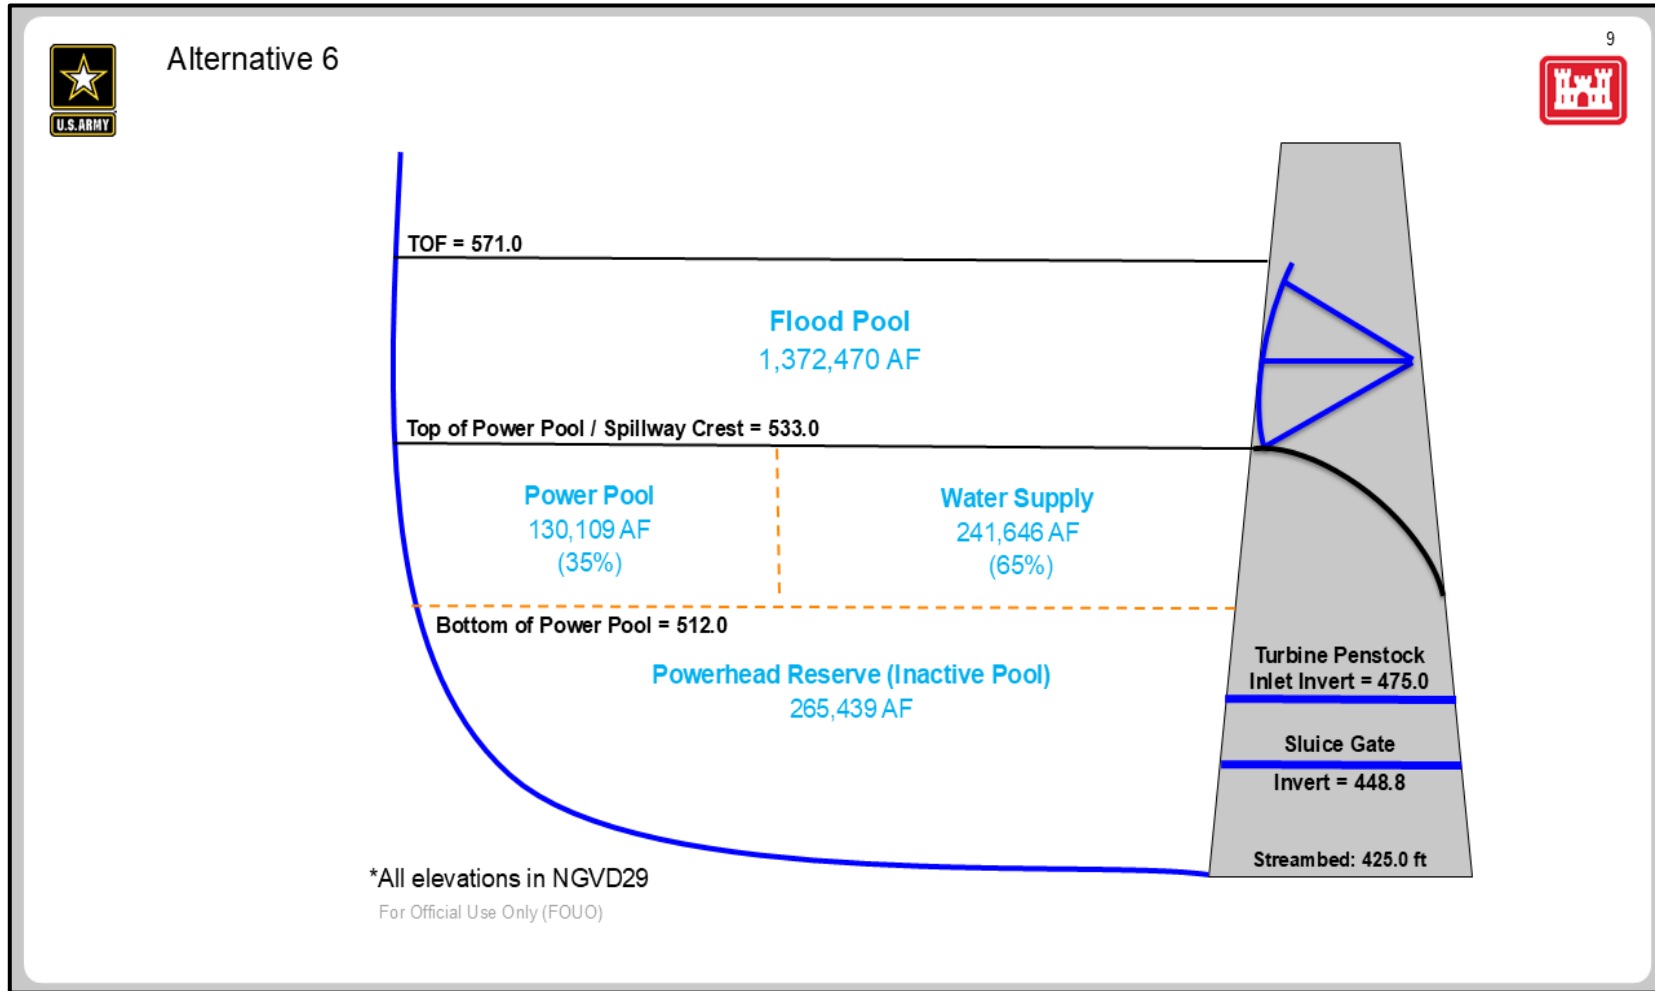 9
Alternative 6
U.S.ARMY
TOF = 571.0
Flood Pool
1,372,470 AF
Top of Power Pool / Spillway Crest = 533.0
Power Pool
130,109 AF
(35%)
Water Supply
241,646 AF
(65%)
Bottom of Power Pool = 512.0
Powerhead Reserve (Inactive Pool)
265,439 AF
Turbine Penstock
Inlet Invert = 475.0
Sluice Gate
Invert = 448.8
Streambed: 425.0 ft
*All elevations in NGVD29
For Official Use Only (FOUO)